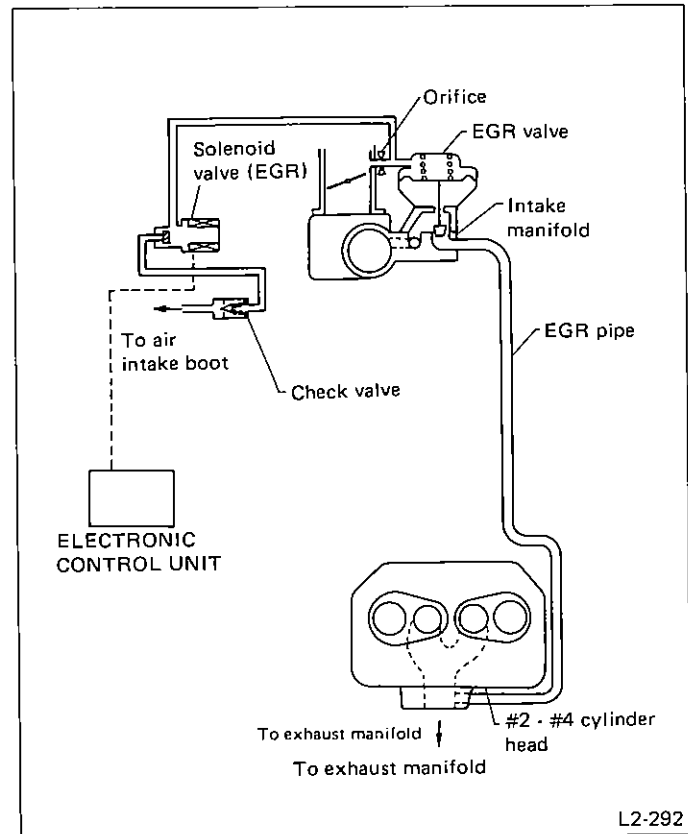 Orifice
EGR valve
Solenoid
valve (EGR)
Intake
manifold
EGR pipe
To air
intake boot
Check valve
ELECTRONIC
CONTROL UNIT
#2 - #4 cylinder
head
To exhaust manifold
To exhaust manifold
L2-292